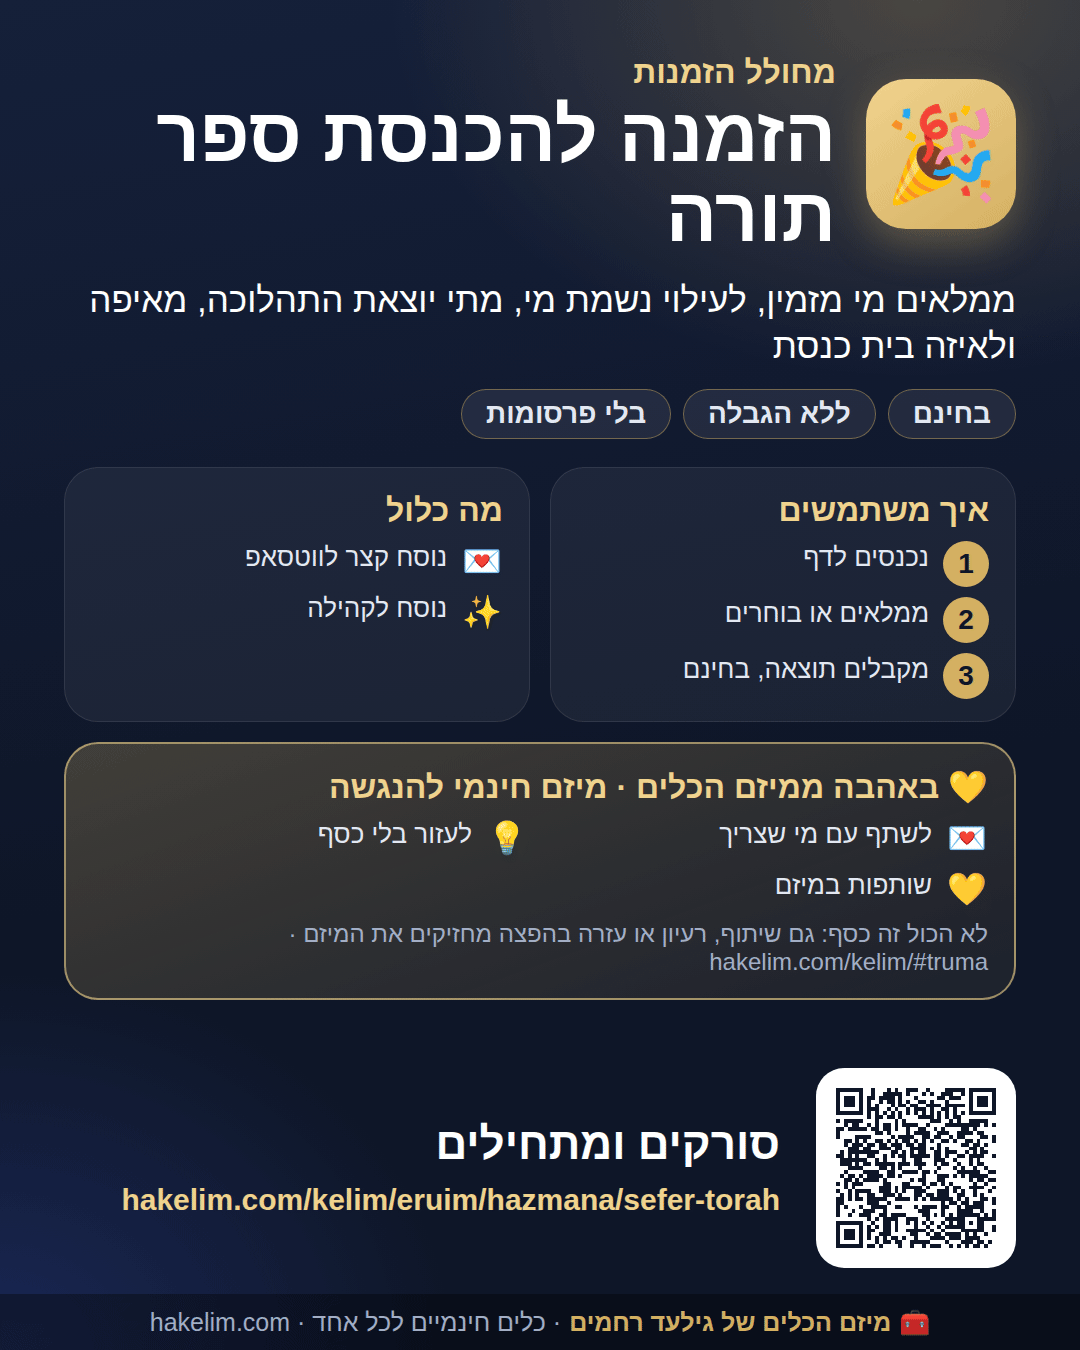 מחולל הזמנות
הזמנה להכנסת ספר
תורה
ממלאים מי מזמין, לעילוי נשמת מי, מתי יוצאת התהלוכה, מאיפה
ולאיזה בית כנסת
בחינם
ללא הגבלה
בלי פרסומות
איך משתמשים
1 נכנסים לדף
2 ממלאים או בוחרים
3 מקבלים תוצאה, בחינם
מה כלול
נוסח קצר לווטסאפ
נוסח לקהילה
באהבה ממיזם הכלים · מיזם חינמי להנגשה
לשתף עם מי שצריך
לעזור בלי כסף
שותפות במיזם
לא הכול זה כסף: גם שיתוף, רעיון או עזרה בהפצה מחזיקים את המיזם ·
hakelim.com/kelim/#truma
סורקים ומתחילים
hakelim.com/kelim/eruim/hazmana/sefer-torah
מיזם הכלים של גילעד רחמים · כלים חינמיים לכל אחד · hakelim.com